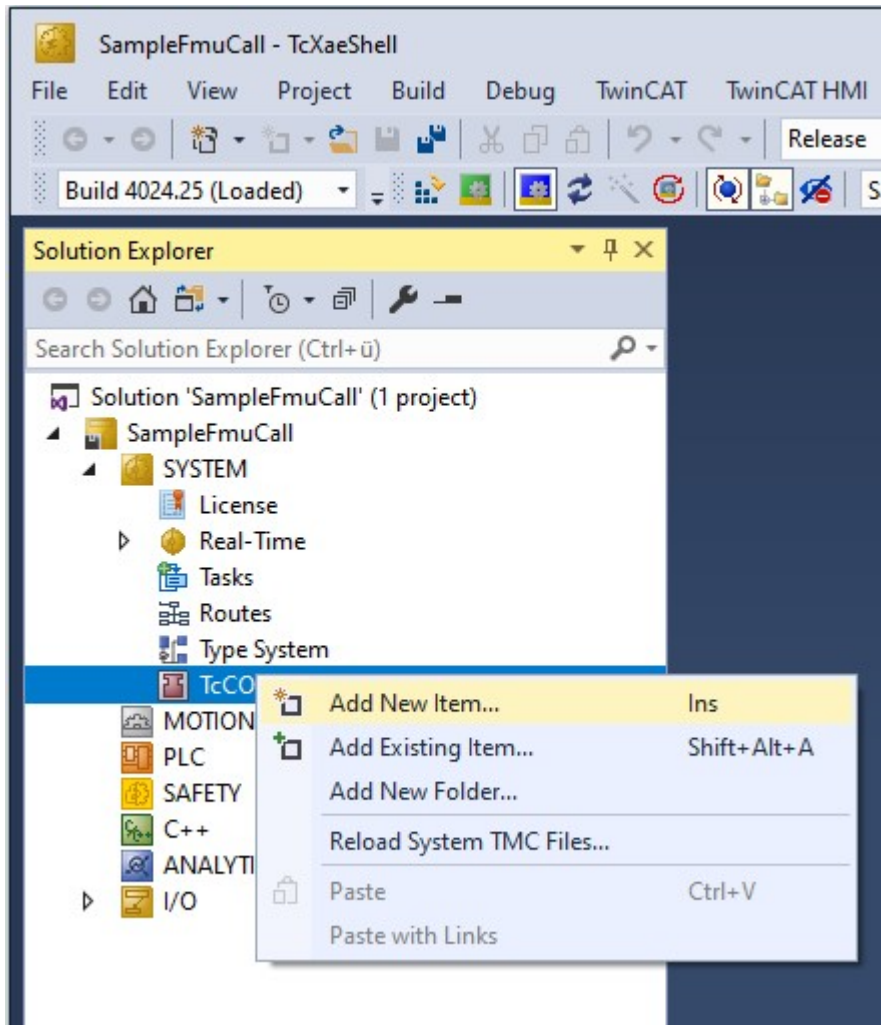 SampleFmuCall - TcXaeShell
File Edit View Project Build Debug TwinCAT TwinCAT HMI
Release
Build 4024.25 (Loaded) S
Solution Explorer
Search Solution Explorer (Ctrl+ü)
Solution 'SampleFmuCall' (1 project)
SampleFmuCall
SYSTEM
License
Real-Time
Tasks
Routes
Type System
TcCO
Add New Item... Ins
MOTION
Add Existing Item... Shift+Alt+A
PLC
SAFETY
Add New Folder...
C++
Reload System TMC Files...
ANALYTI
Paste Ctrl+V
I/O
Paste with Links